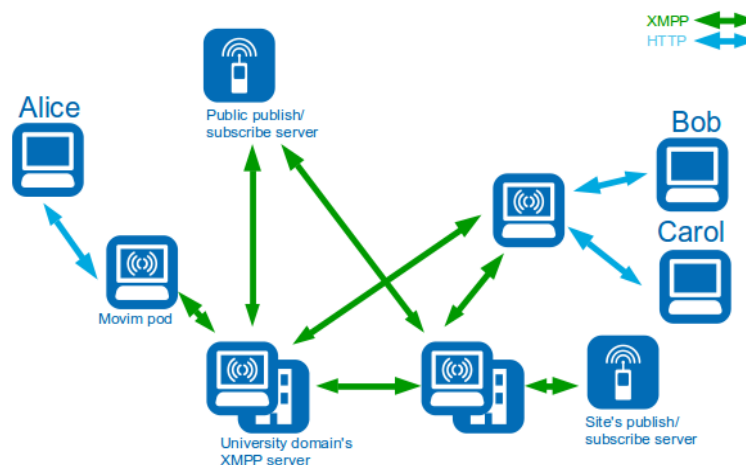 XMPP
HTTP
Public publish/
subscribe server
Alice
Bob
Carol
Movim pod
University domain's
XMPP server
Site's publish/
subscribe server